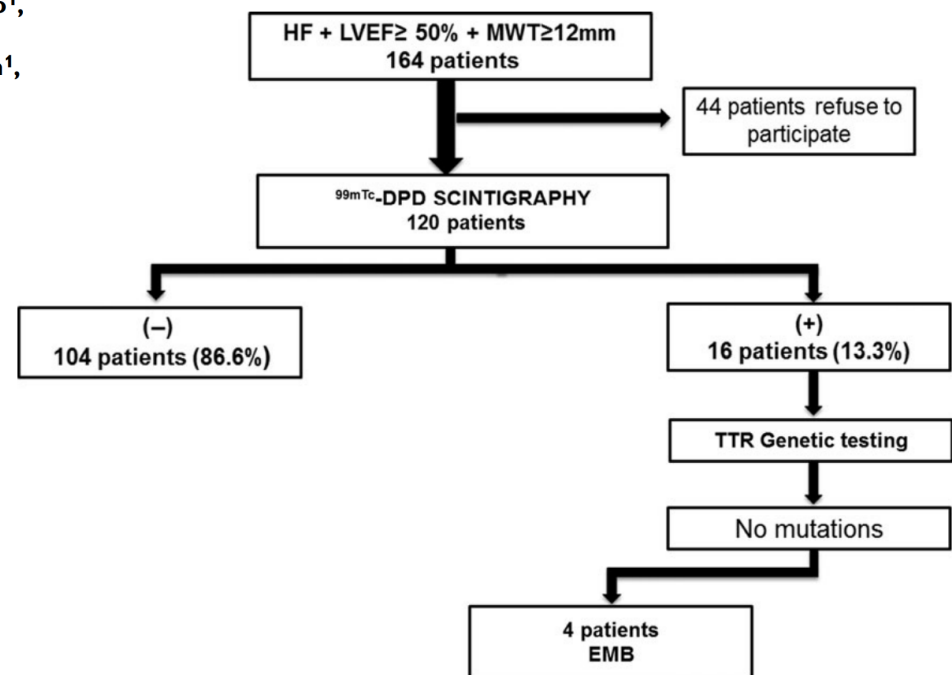 HF + LVEF≥ 50% + MWT≥12mm
164 patients
44 patients refuse to
participate
⁹⁹ᵐᵀᶜ-DPD SCINTIGRAPHY
120 patients
(–)
104 patients (86.6%)
(+)
16 patients (13.3%)
TTR Genetic testing
No mutations
4 patients
EMB